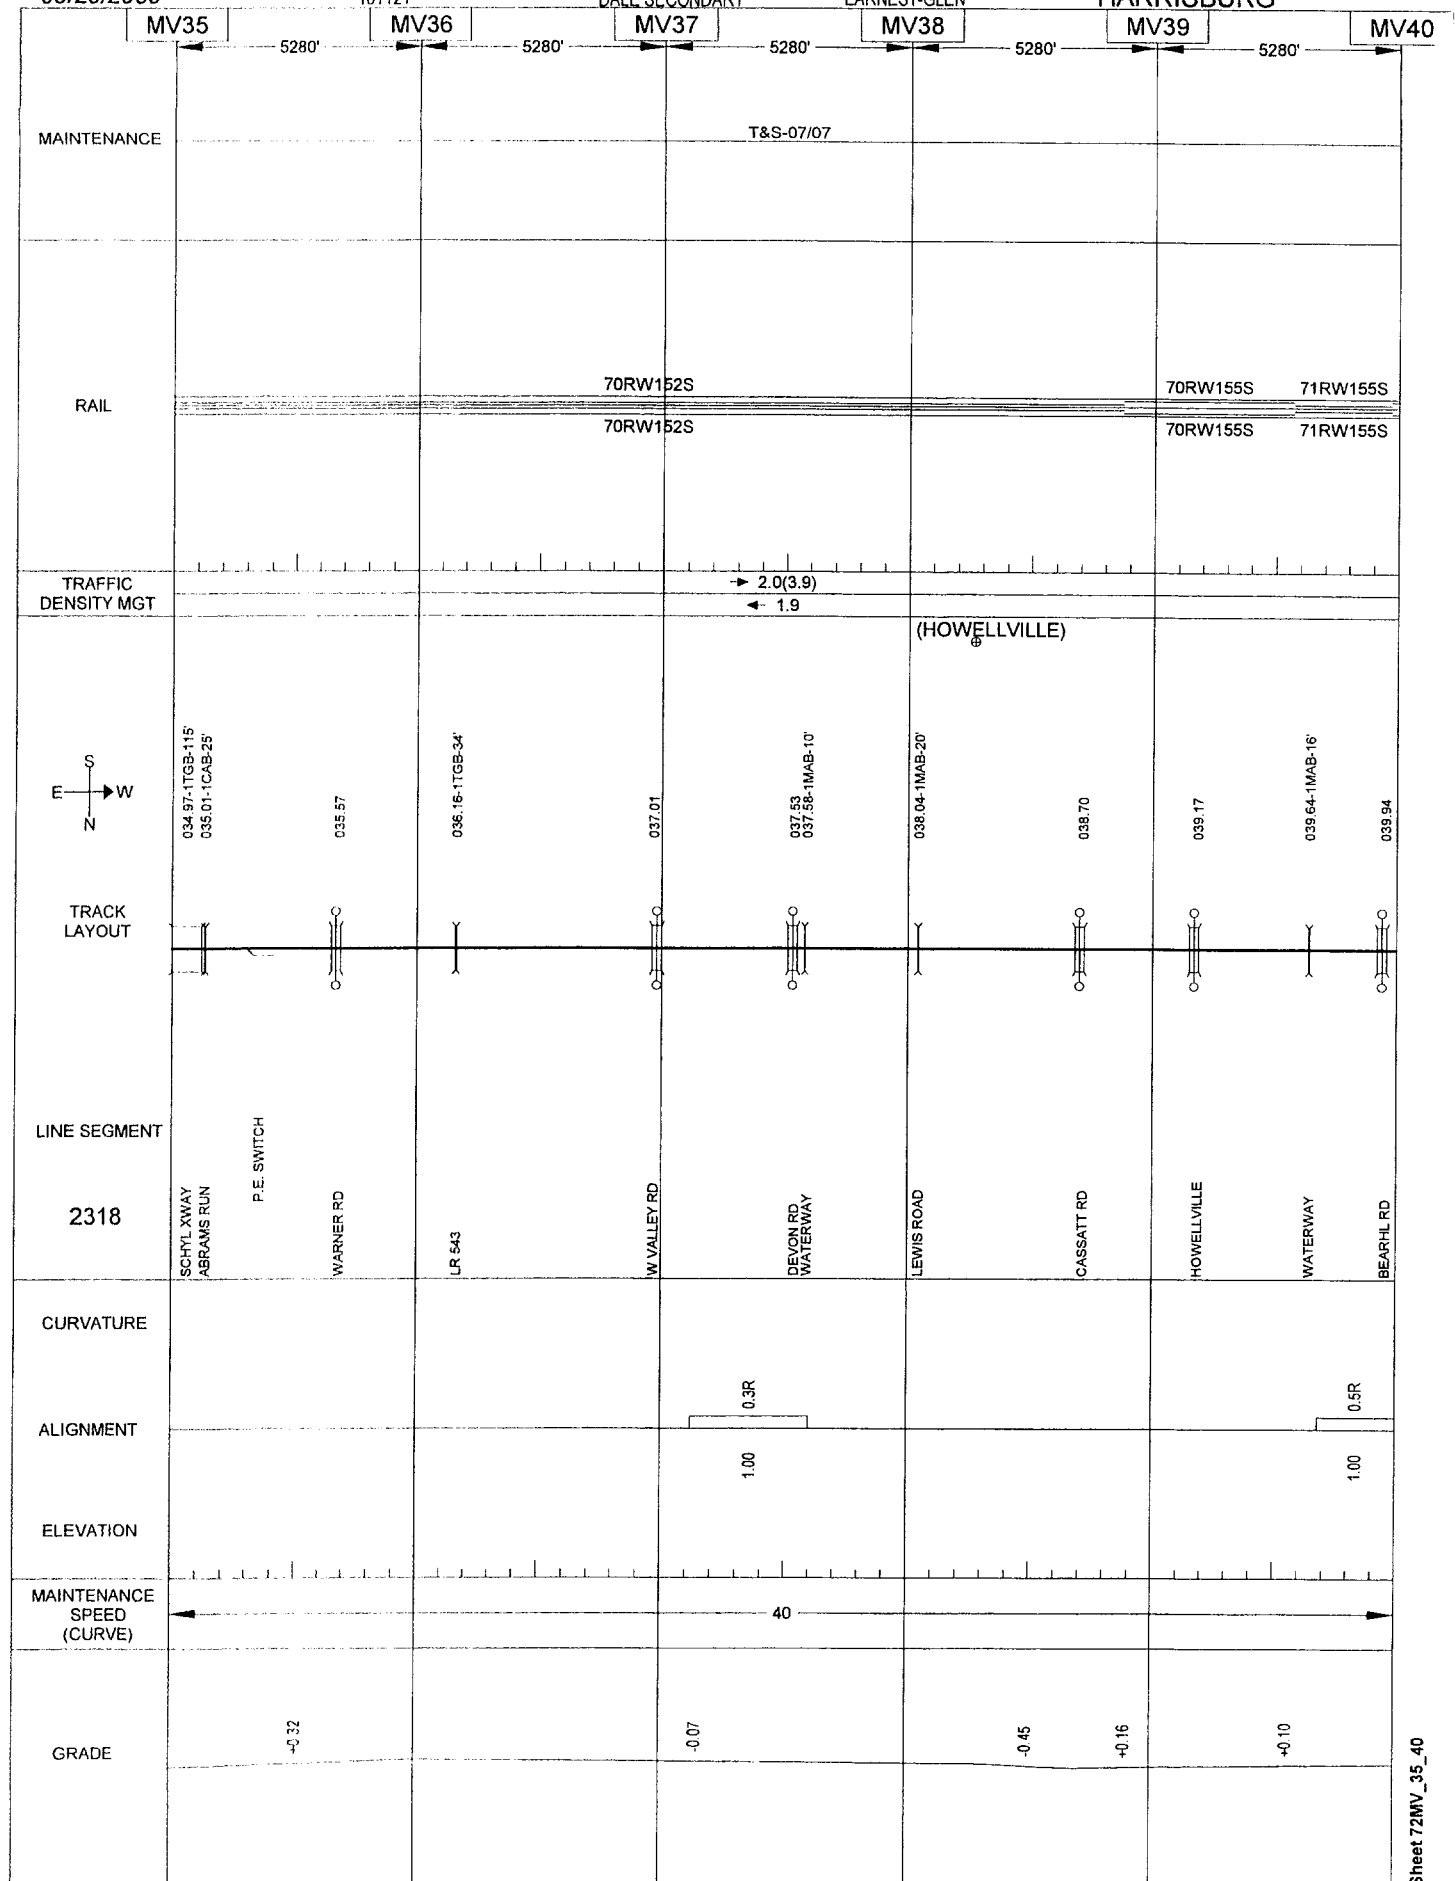 DALE SECONDARY EARNEST-GLEN HARRISBURG
MV35 MV36 MV37 MV38 MV39 MV40
5280' 5280' 5280' 5280' 5280'
MAINTENANCE
T&S-07/07
RAIL
70RW152S 70RW155S 71RW155S
70RW152S 70RW155S 71RW155S
TRAFFIC
DENSITY MGT
2.0(3.9)
1.9
(HOWELLVILLE)
S
E W
N
034.97-1TGB-115'
035.01-1CAB-25'
035.57
036.16-1TGB-34'
037.01
037.53
037.58-1MAB-10'
038.04-1MAB-20'
038.70
039.17
039.64-1MAB-16'
039.94
TRACK
LAYOUT
LINE SEGMENT
2318
SCHYL XWAY
ABRAMS RUN
P.E. SWITCH
WARNER RD
LR 543
W VALLEY RD
DEVON RD
WATERWAY
LEWIS ROAD
CASSATT RD
HOWELLVILLE
WATERWAY
BEARHL RD
CURVATURE
0.3R
0.5R
ALIGNMENT
1.00
1.00
ELEVATION
MAINTENANCE
SPEED
(CURVE)
40
GRADE
+0.32
-0.07
-0.45
+0.16
+0.10
Sheet 72MV_35_40